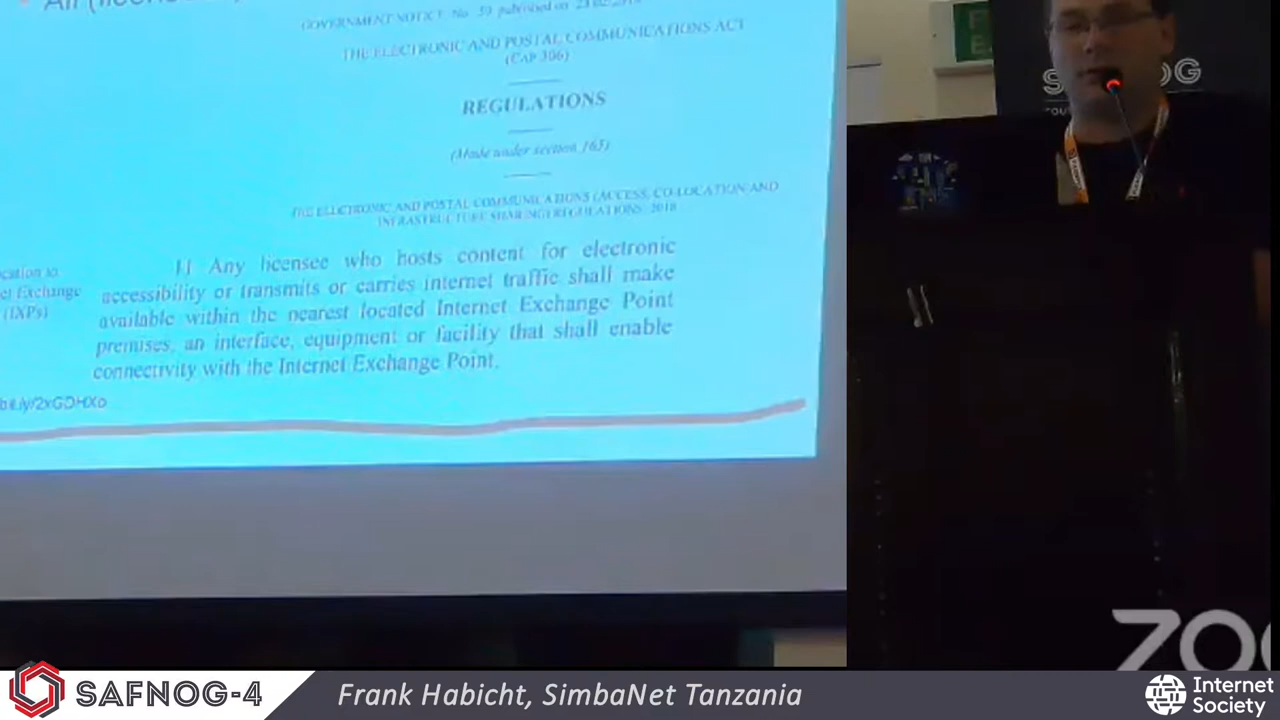 All
GOVERNMENT NOTICE No. 59 published on
THE ELECTRONIC AND POSTAL COMMUNICATIONS ACT
(CAP 306)
REGULATIONS
(Made under section 165)
THE ELECTRONIC AND POSTAL COMMUNICATIONS (ACCESS, CO-LOCATION AND
INFRASTRUCTURE SHARING) REGULATIONS, 2018
11 Any licensee who hosts content for electronic
accessibility or transmits or carries internet traffic shall make
available within the nearest located Internet Exchange Point
premises, an interface, equipment or facility that shall enable
connectivity with the Internet Exchange Point.
Exchange
(IXPs)
SAFNOG-4
Frank Habicht, SimbaNet Tanzania
Internet
Society